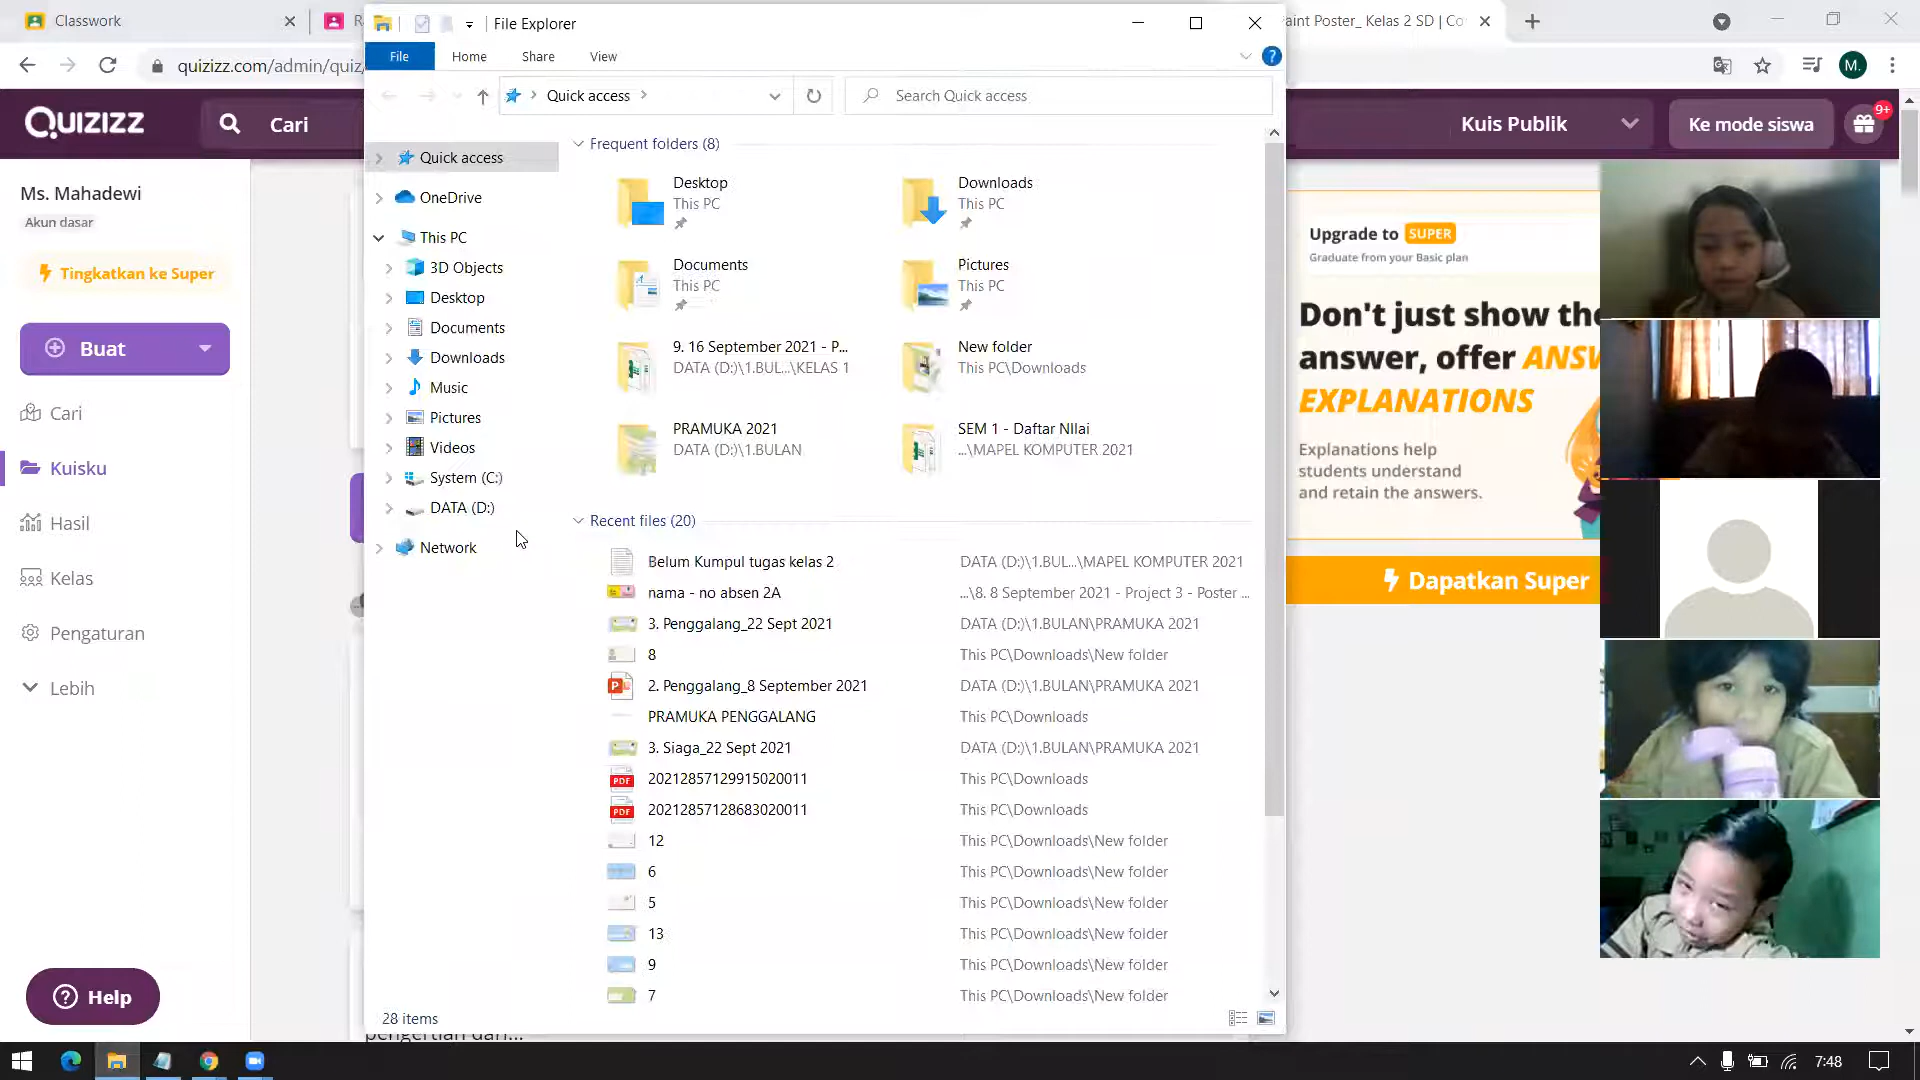 Classwork
File Explorer
aint Poster_ Kelas 2 SD | Co
File
Home
Share
View
quizizz.com/admin/quiz/
M.
Quick access
Search Quick access
QUIZIZZ
Cari
Kuis Publik
Ke mode siswa
9+
Ms. Mahadewi
Akun dasar
Tingkatkan ke Super
Buat
Cari
Kuisku
Hasil
Kelas
Pengaturan
Lebih
Help
Quick access
OneDrive
This PC
3D Objects
Desktop
Documents
Downloads
Music
Pictures
Videos
System (C:)
DATA (D:)
Network
Frequent folders (8)
Desktop
This PC
Downloads
This PC
Documents
This PC
Pictures
This PC
9. 16 September 2021 - P...
DATA (D:)\1.BUL...\KELAS 1
New folder
This PC\Downloads
PRAMUKA 2021
DATA (D:)\1.BULAN
SEM 1 - Daftar NIlai
...\MAPEL KOMPUTER 2021
Recent files (20)
Belum Kumpul tugas kelas 2 DATA (D:)\1.BUL...\MAPEL KOMPUTER 2021
nama - no absen 2A ...\8. 8 September 2021 - Project 3 - Poster ...
3. Penggalang_22 Sept 2021 DATA (D:)\1.BULAN\PRAMUKA 2021
8 This PC\Downloads\New folder
2. Penggalang_8 September 2021 DATA (D:)\1.BULAN\PRAMUKA 2021
PRAMUKA PENGGALANG This PC\Downloads
3. Siaga_22 Sept 2021 DATA (D:)\1.BULAN\PRAMUKA 2021
PDF 20212857129915020011 This PC\Downloads
PDF 20212857128683020011 This PC\Downloads
12 This PC\Downloads\New folder
6 This PC\Downloads\New folder
5 This PC\Downloads\New folder
13 This PC\Downloads\New folder
9 This PC\Downloads\New folder
7 This PC\Downloads\New folder
28 items
Upgrade to SUPER
Graduate from your Basic plan
Don't just show the
answer, offer ANSW
EXPLANATIONS
Explanations help
students understand
and retain the answers.
Dapatkan Super
7:48